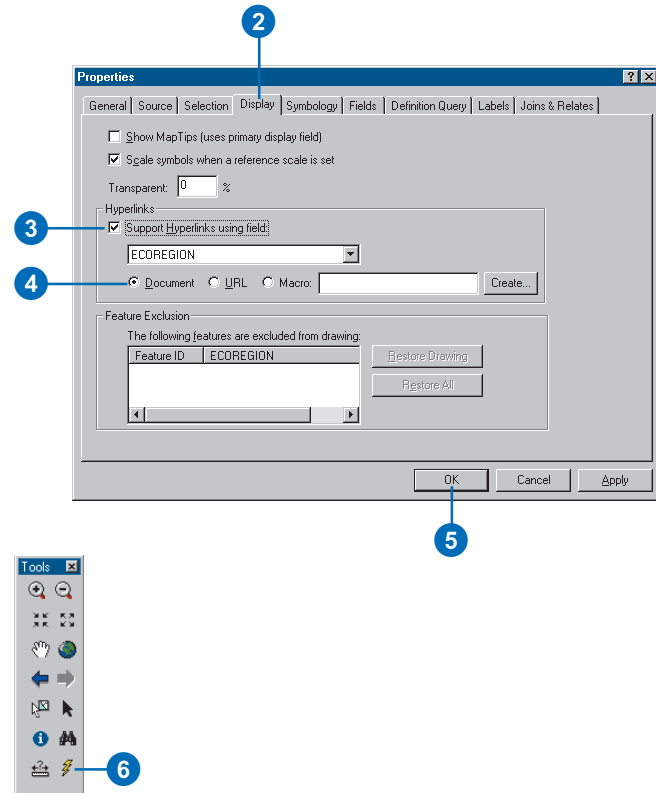 2
Properties
General Source Selection Display Symbology Fields Definition Query Labels Joins & Relates
Show MapTips (uses primary display field)
Scale symbols when a reference scale is set
Transparent: 0 %
Hyperlinks
3
Support Hyperlinks using field:
ECOREGION
4
Document URL Macro: Create...
Feature Exclusion
The following features are excluded from drawing:
Feature ID ECOREGION
Restore Drawing
Restore All
OK Cancel Apply
5
Tools
6